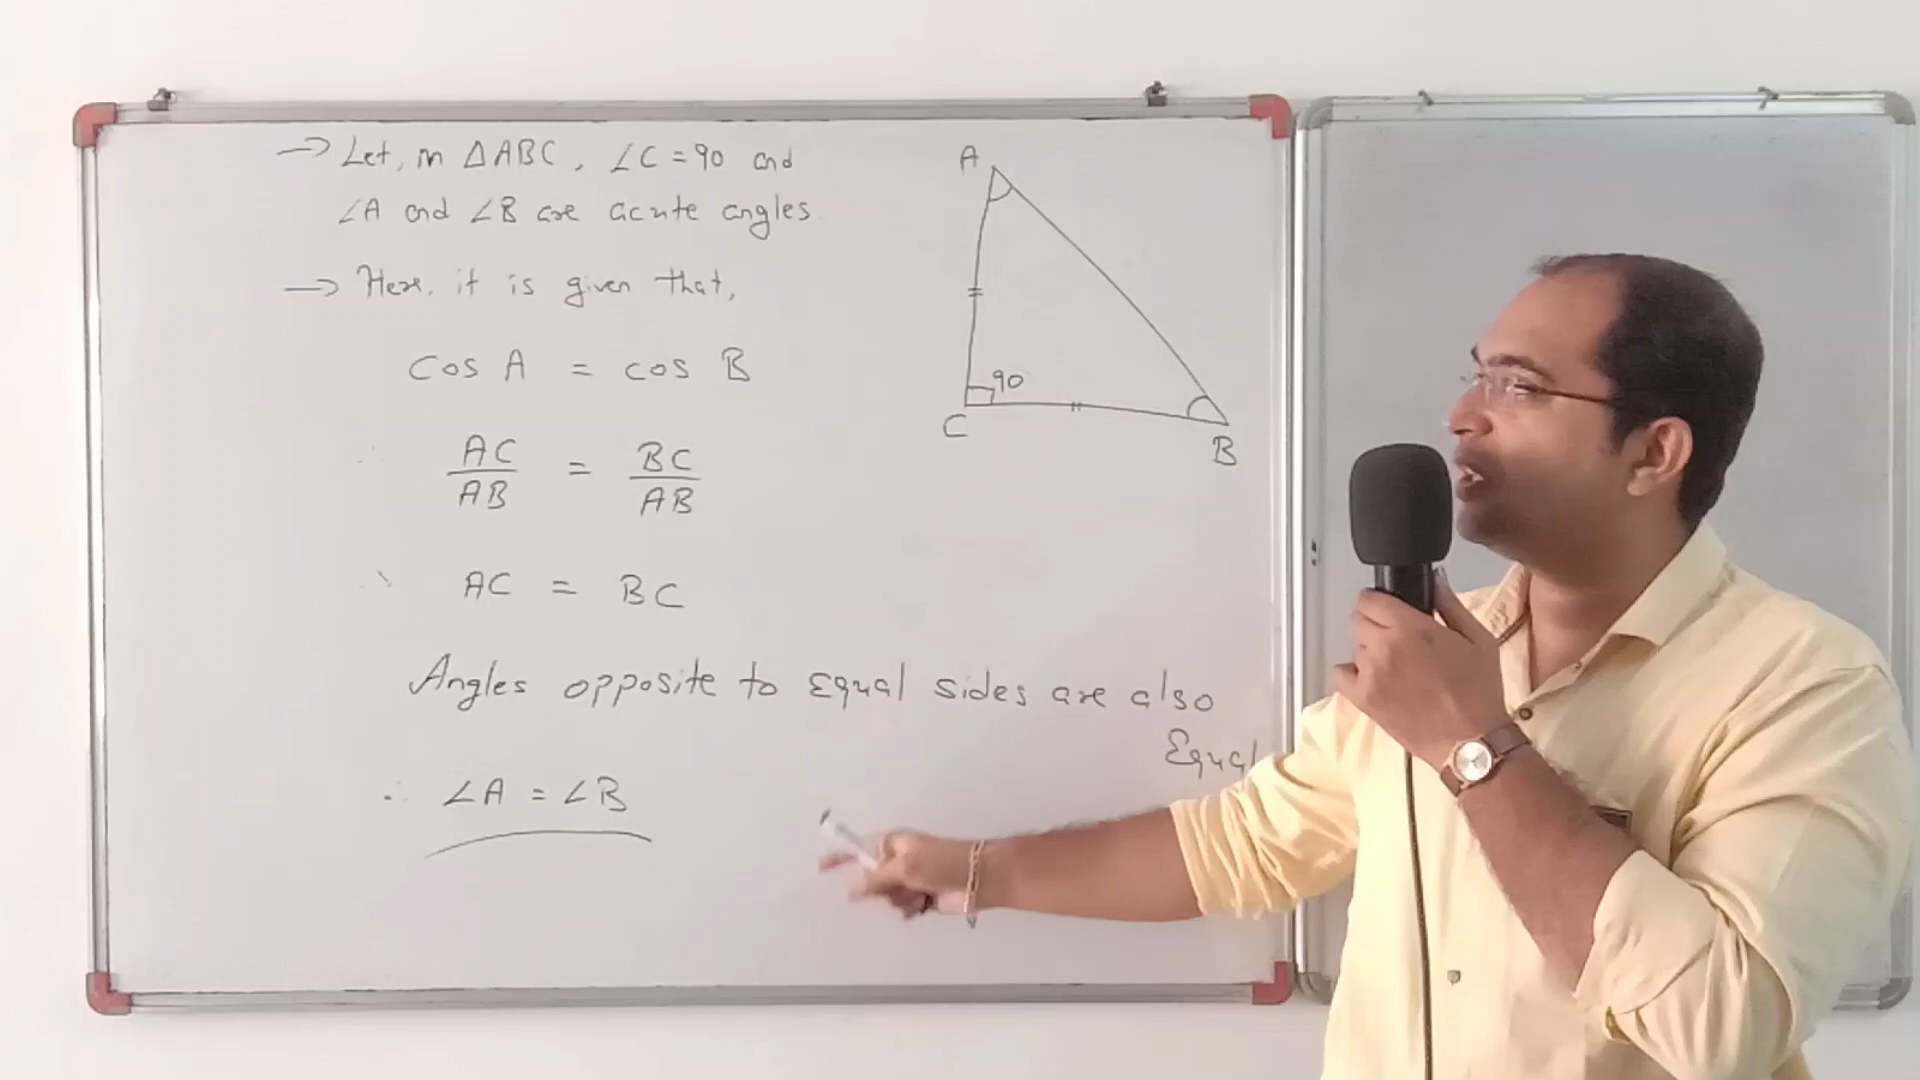 → Let, in △ABC, ∠C = 90 and
∠A and ∠B are acute angles
→ Here, it is given that,
cos A = cos B
AC/AB = BC/AB
∴ AC = BC
Angles opposite to Equal sides are also
Equal
∴ ∠A = ∠B
A
90
C
B